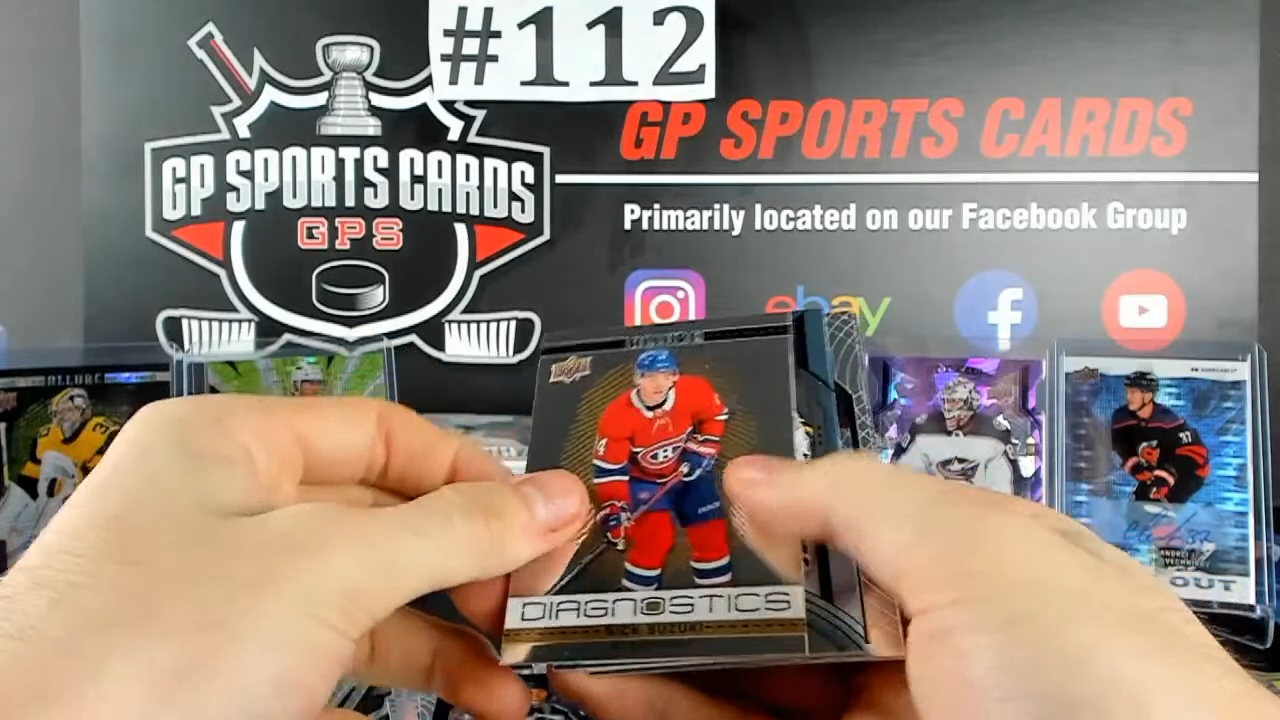 #112
GP SPORTS CARDS
GP SPORTS CARDS
GPS
Primarily located on our Facebook Group
ebay
ALLURE
DIAGNOSTICS
NICK SUZUKI
ANDREI
SVECHNIKOV
OUT